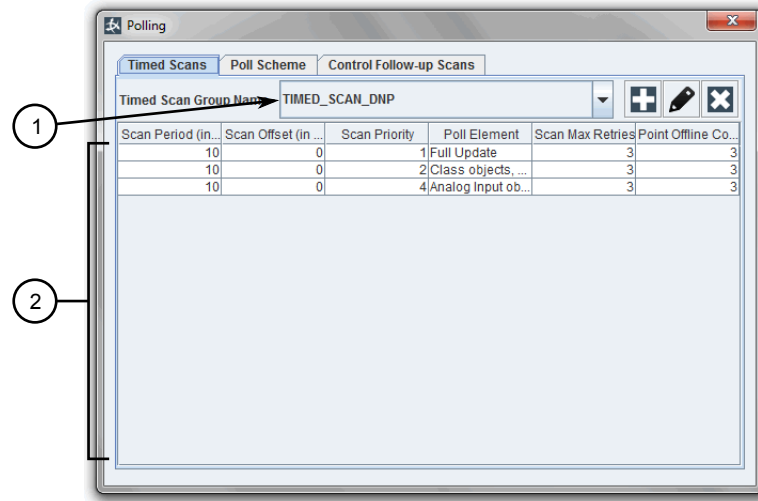 Polling
Timed Scans Poll Scheme Control Follow-up Scans
Timed Scan Group Name TIMED_SCAN_DNP
1
Scan Period (in... Scan Offset (in ... Scan Priority Poll Element Scan Max Retries Point Offline Co...
10 0 1 Full Update 3 3
10 0 2 Class objects, ... 3 3
10 0 4 Analog Input ob... 3 3
2